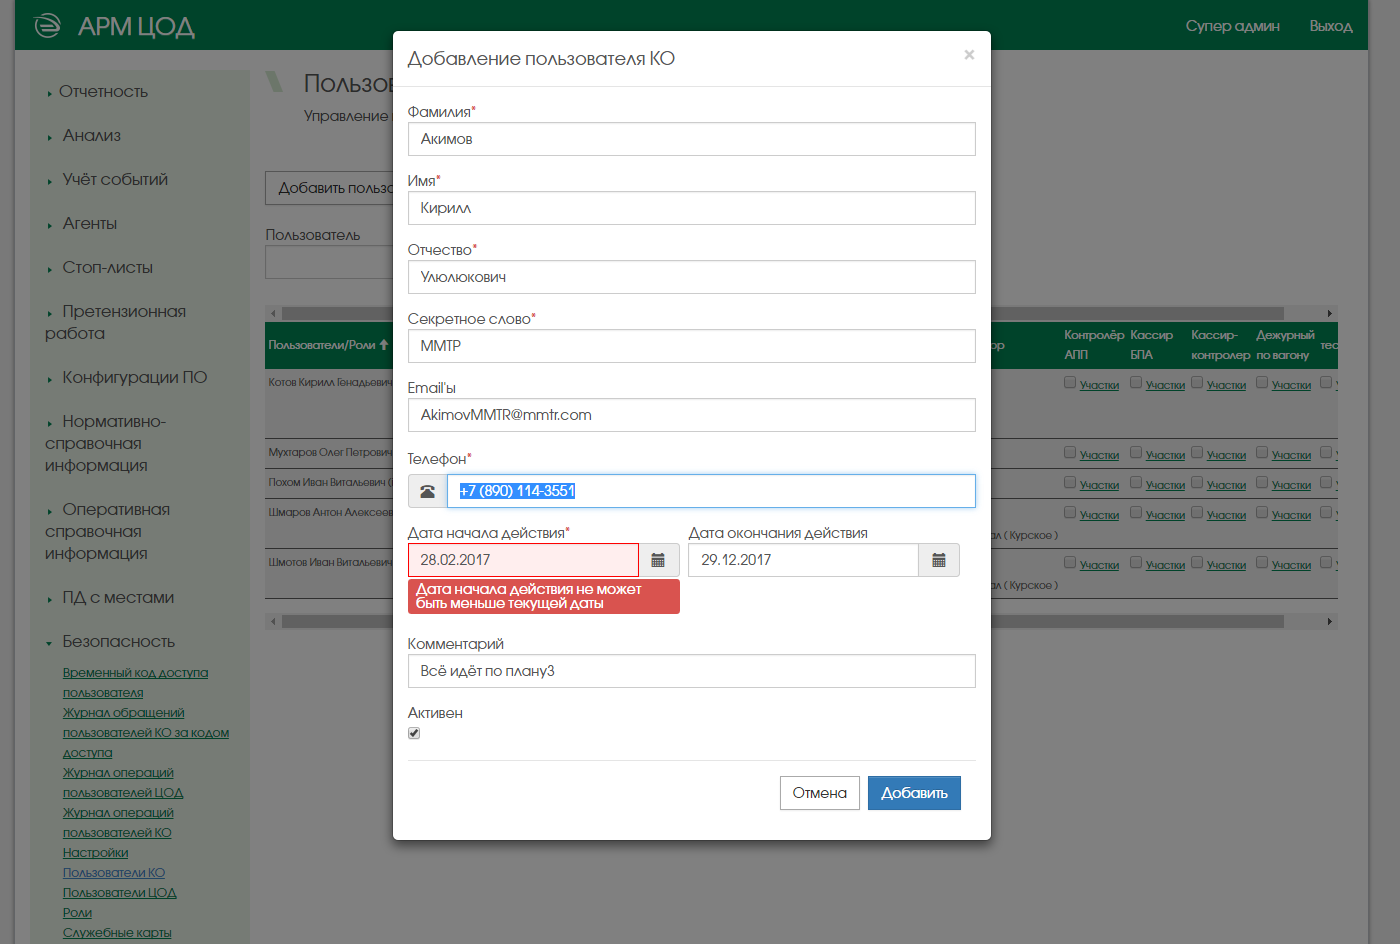 АРМ ЦОД
Супер админ
Выход
Отчетность
Анализ
Учёт событий
Агенты
Стоп-листы
Претензионная
работа
Конфигурации ПО
Нормативно-
справочная
информация
Оперативная
справочная
информация
ПД с местами
Безопасность
Временный код доступа
пользователя
Журнал обращений
пользователей КО за кодом
доступа
Журнал операций
пользователей ЦОД
Журнал операций
пользователей КО
Настройки
Пользователи КО
Пользователи ЦОД
Роли
Служебные карты
Управление
Пользователь
Пользователи/Роли
Котов Кирилл Генадьевич
Мухтаров Олег Петрович
Похом Иван Витальевич
Шмаров Антон Алексеев
Шмотов Иван Витальевич
Добавление пользователя КО
×
Фамилия*
Акимов
Имя*
Кирилл
Отчество*
Улюлюкович
Секретное слово*
ММТР
Email'ы
AkimovMMTR@mmtr.com
Телефон*
+7 (890) 114-3551
Дата начала действия* Дата окончания действия
28.02.2017 29.12.2017
Дата начала действия не может
быть меньше текущей даты
Комментарий
Всё идёт по плану3
Активен
Отмена Добавить
Контролёр Кассир Кассир- Дежурный
АПП БПА контролер по вагону
Участки Участки Участки Участки
Участки Участки Участки Участки
Участки Участки Участки Участки
Участки Участки Участки Участки
( Курское )
Участки Участки Участки Участки
( Курское )